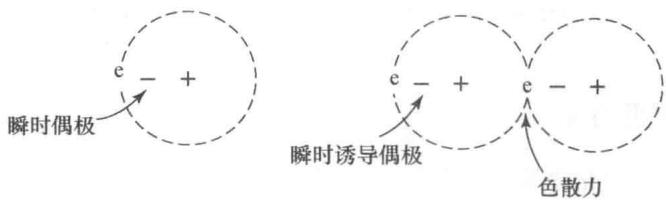 e − +
瞬时偶极
e − + e − +
瞬时诱导偶极
色散力